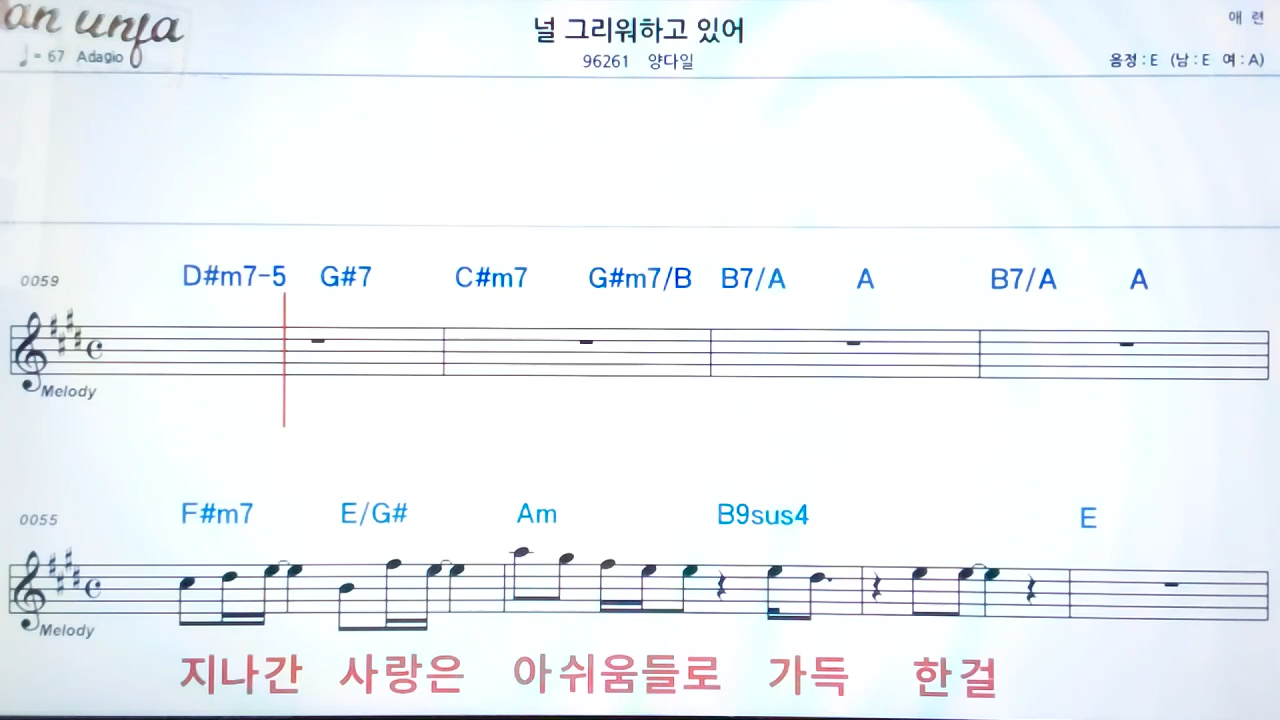 an unja
널 그리워하고 있어
애 련
♩= 67 Adagio
96261 양다일
음정 : E (남 : E 여 : A)
0059
D#m7-5 G#7 C#m7 G#m7/B B7/A A B7/A A
Melody
0055
F#m7 E/G# Am B9sus4 E
Melody
지나간 사랑은 아쉬움들로 가득 한걸